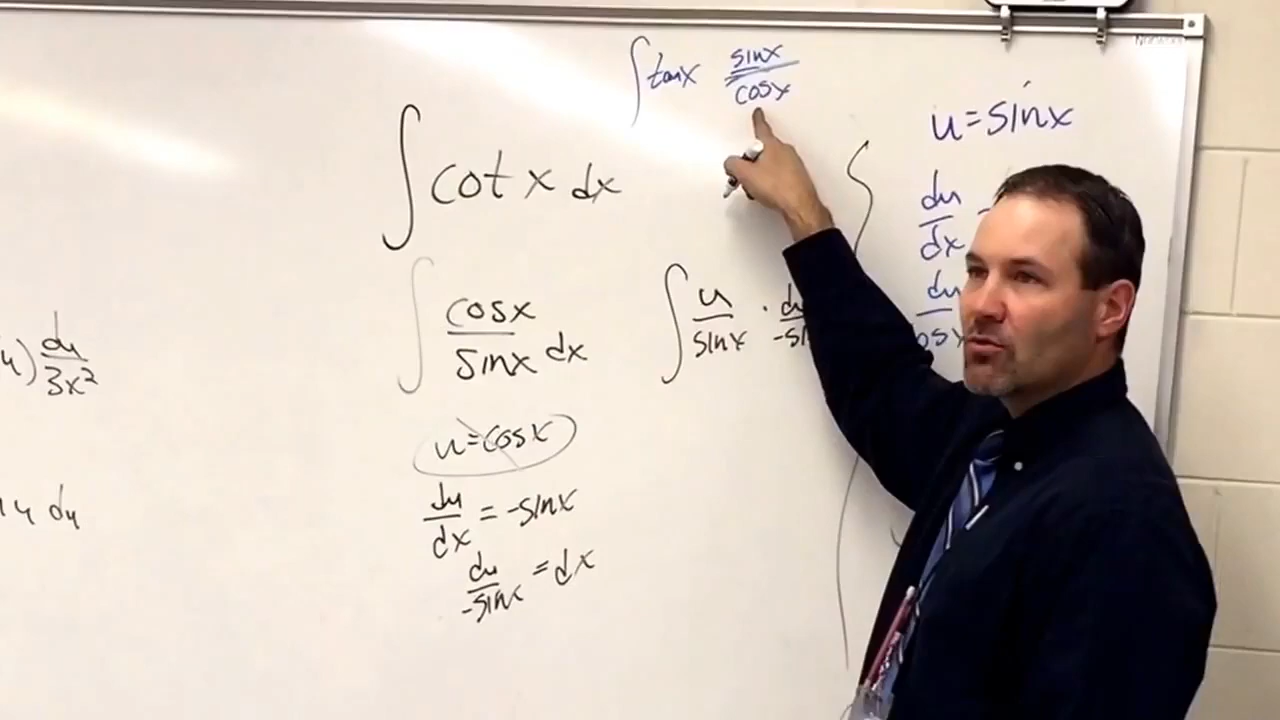 ∫ tanx sinx/cosx
u = sinx
∫ cot x dx
du/dx
∫ cosx/sinx dx
∫ u/sinx ·
u) du/3x²
u = cosx
du/dx = -sinx
du/-sinx = dx
4 du